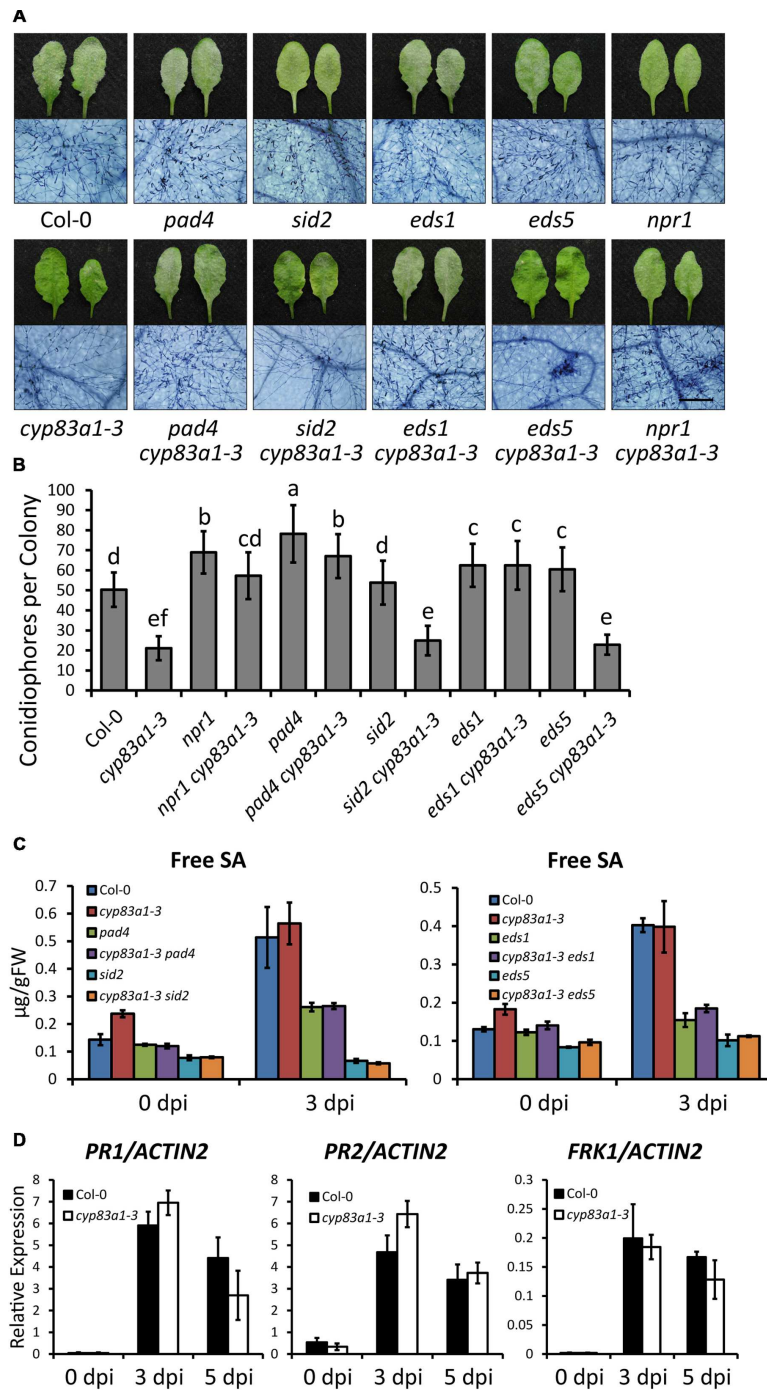 A
Col-0 pad4 sid2 eds1 eds5 npr1
cyp83a1-3 pad4 sid2 eds1 eds5 npr1
cyp83a1-3 cyp83a1-3 cyp83a1-3 cyp83a1-3 cyp83a1-3
B
Conidiophores per Colony
100
90
80
70
60
50
40
30
20
10
0
d ef b cd a b d e c c c e
Col-0
cyp83a1-3
npr1
npr1 cyp83a1-3
pad4
pad4 cyp83a1-3
sid2
sid2 cyp83a1-3
eds1
eds1 cyp83a1-3
eds5
eds5 cyp83a1-3
C
Free SA
µg/gFW
0.7
0.6
0.5
0.4
0.3
0.2
0.1
0
Col-0
cyp83a1-3
pad4
cyp83a1-3 pad4
sid2
cyp83a1-3 sid2
0 dpi 3 dpi
Free SA
0.5
0.4
0.3
0.2
0.1
0
Col-0
cyp83a1-3
eds1
cyp83a1-3 eds1
eds5
cyp83a1-3 eds5
0 dpi 3 dpi
D
PR1/ACTIN2
Relative Expression
8
7
6
5
4
3
2
1
0
Col-0
cyp83a1-3
0 dpi 3 dpi 5 dpi
PR2/ACTIN2
8
7
6
5
4
3
2
1
0
Col-0
cyp83a1-3
0 dpi 3 dpi 5 dpi
FRK1/ACTIN2
0.3
0.25
0.2
0.15
0.1
0.05
0
Col-0
cyp83a1-3
0 dpi 3 dpi 5 dpi